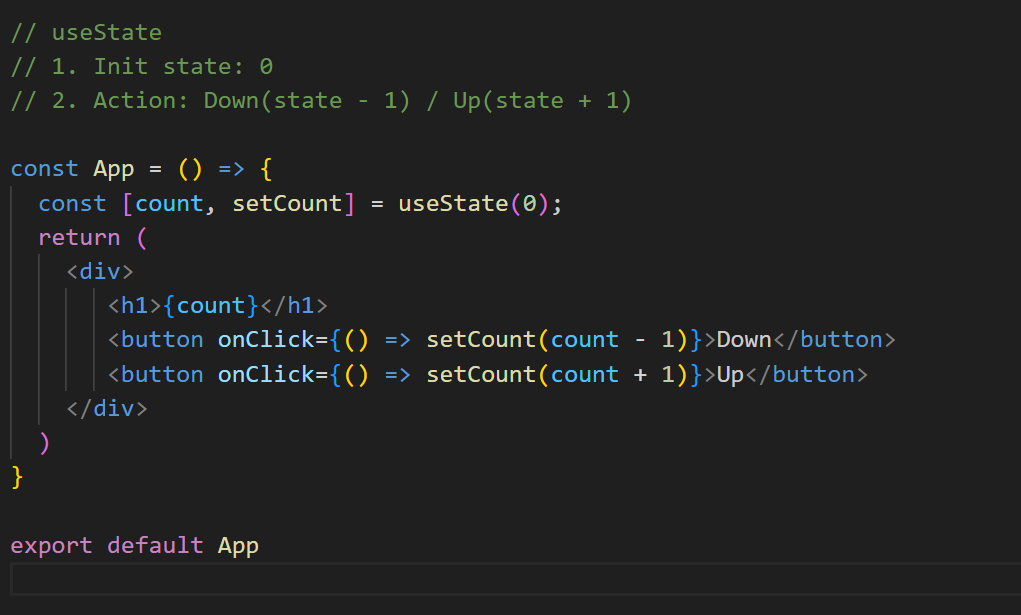 // useState
// 1. Init state: 0
// 2. Action: Down(state - 1) / Up(state + 1)
const App = () => {
const [count, setCount] = useState(0);
return (
<div>
<h1>{count}</h1>
<button onClick={() => setCount(count - 1)}>Down</button>
<button onClick={() => setCount(count + 1)}>Up</button>
</div>
)
}
export default App